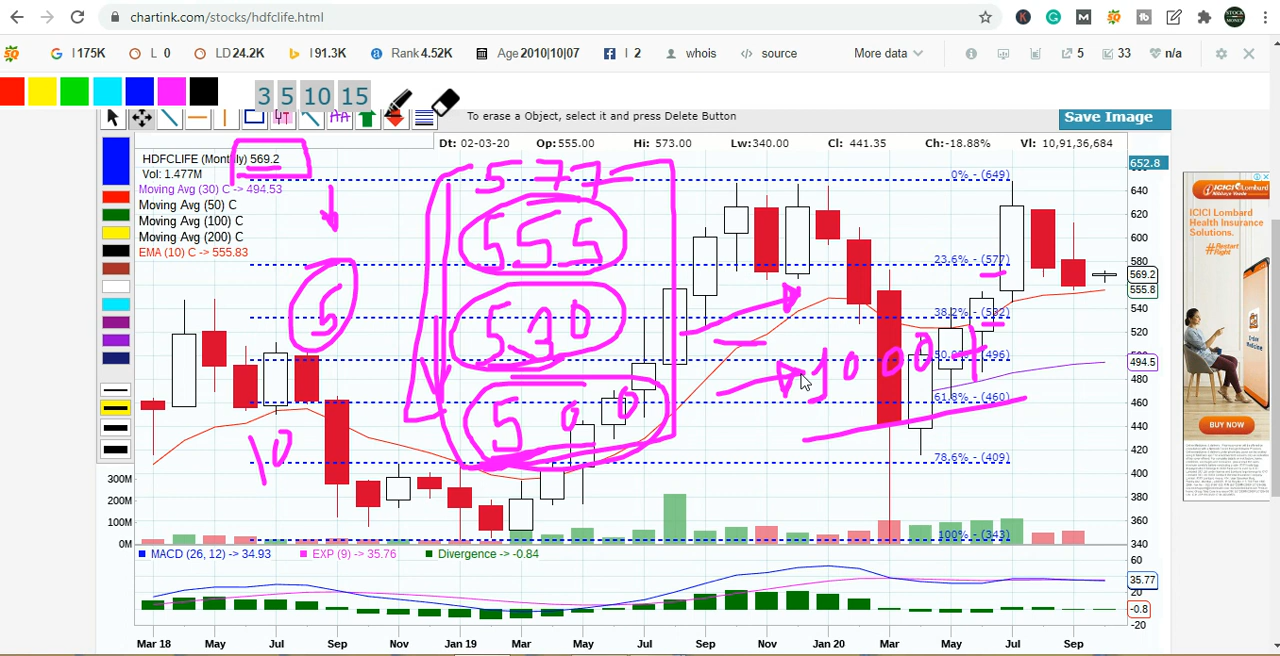 chartink.com/stocks/hdfclife.html
I 175K
L 0
LD 24.2K
I 91.3K
Rank 4.52K
Age 2010|10|07
I 2
whois
source
More data
5
33
n/a
3 5 10 15
To erase a Object, select it and press Delete Button
Save Image
Dt: 02-03-20 Op: 555.00 Hi: 573.00 Lw: 340.00 Cl: 441.35 Ch: -18.88% Vl: 10,91,36,684
HDFCLIFE (Monthly) 569.2
Vol: 1.477M
Moving Avg (30) C -> 494.53
Moving Avg (50) C
Moving Avg (100) C
Moving Avg (200) C
EMA (10) C -> 555.83
577
555
530
500
5
10
1000
0% - (649)
23.6% - (577)
38.2% - (532)
50.0% - (496)
61.8% - (460)
78.6% - (409)
100% - (343)
652.8
640
620
600
580
569.2
555.8
540
520
494.5
480
460
440
420
400
380
360
340
300M
200M
100M
0M
MACD (26, 12) -> 34.93
EXP (9) -> 35.76
Divergence -> -0.84
60
35.77
20
-0.8
-20
Mar 18 May Jul Sep Nov Jan 19 Mar May Jul Sep Nov Jan 20 Mar May Jul Sep
ICICI Lombard
ICICI Lombard
Health Insurance
Solutions.
#Restart
Right
BUY NOW